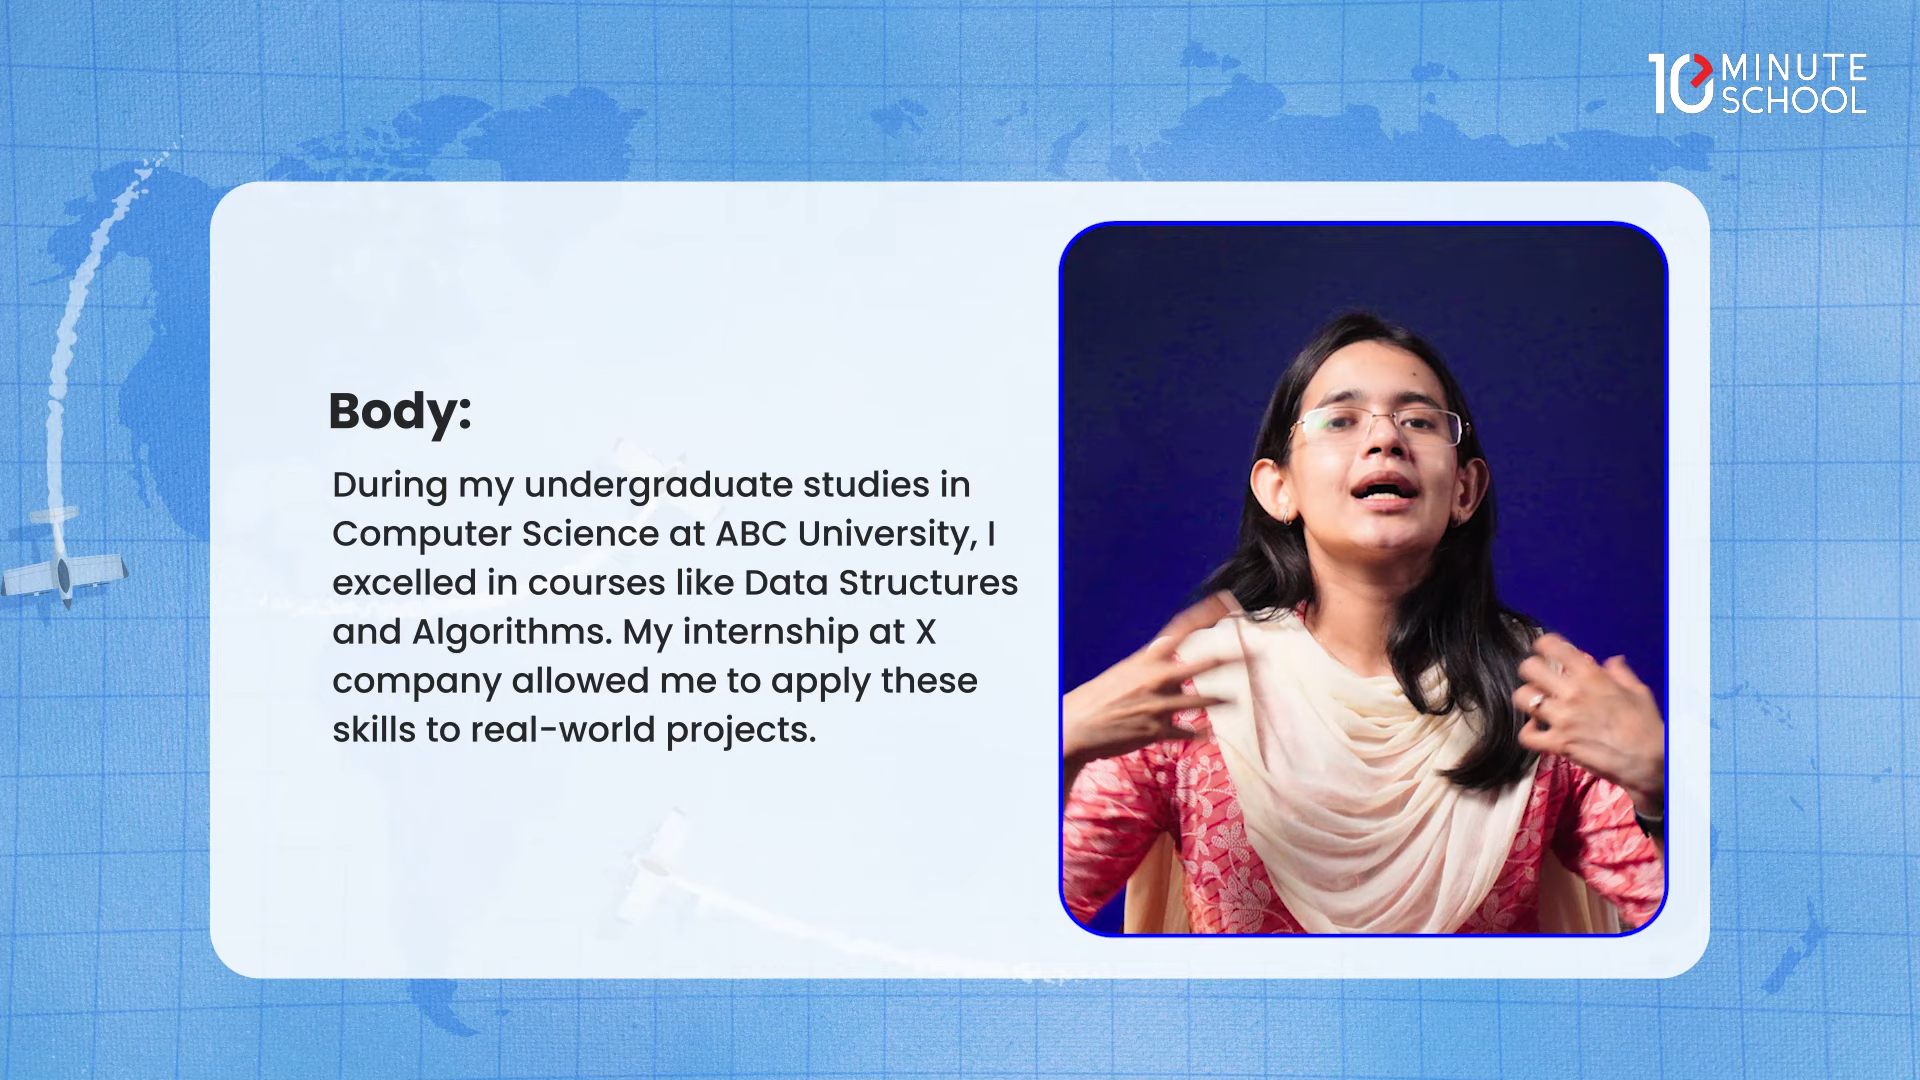 10 MINUTE
SCHOOL
Body:
During my undergraduate studies in
Computer Science at ABC University, I
excelled in courses like Data Structures
and Algorithms. My internship at X
company allowed me to apply these
skills to real-world projects.